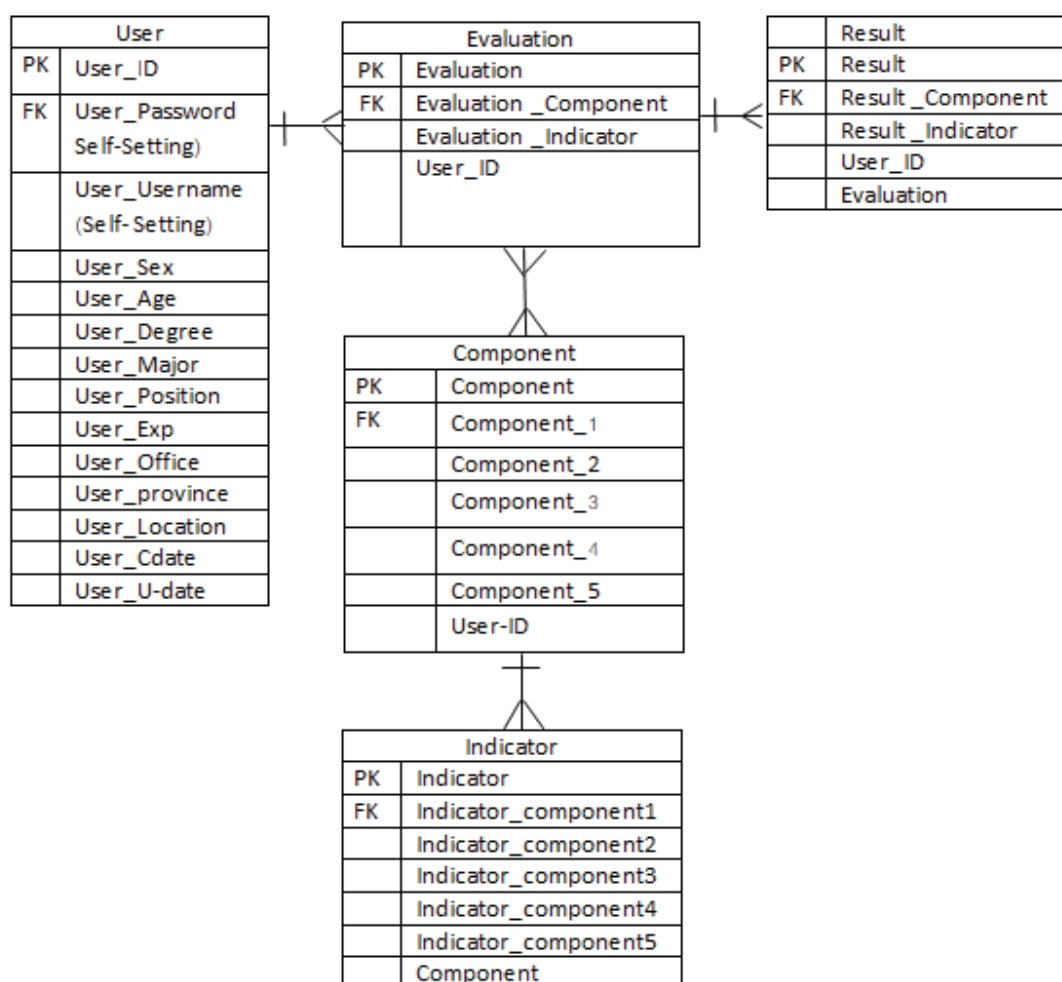 User
PK User_ID
FK User_Password
Self-Setting)
User_Username
(Self-Setting)
User_Sex
User_Age
User_Degree
User_Major
User_Position
User_Exp
User_Office
User_province
User_Location
User_Cdate
User_U-date
Evaluation
PK Evaluation
FK Evaluation _Component
Evaluation _Indicator
User_ID
Result
PK Result
FK Result _Component
Result _Indicator
User_ID
Evaluation
Component
PK Component
FK Component_1
Component_2
Component_3
Component_4
Component_5
User-ID
Indicator
PK Indicator
FK Indicator_component1
Indicator_component2
Indicator_component3
Indicator_component4
Indicator_component5
Component